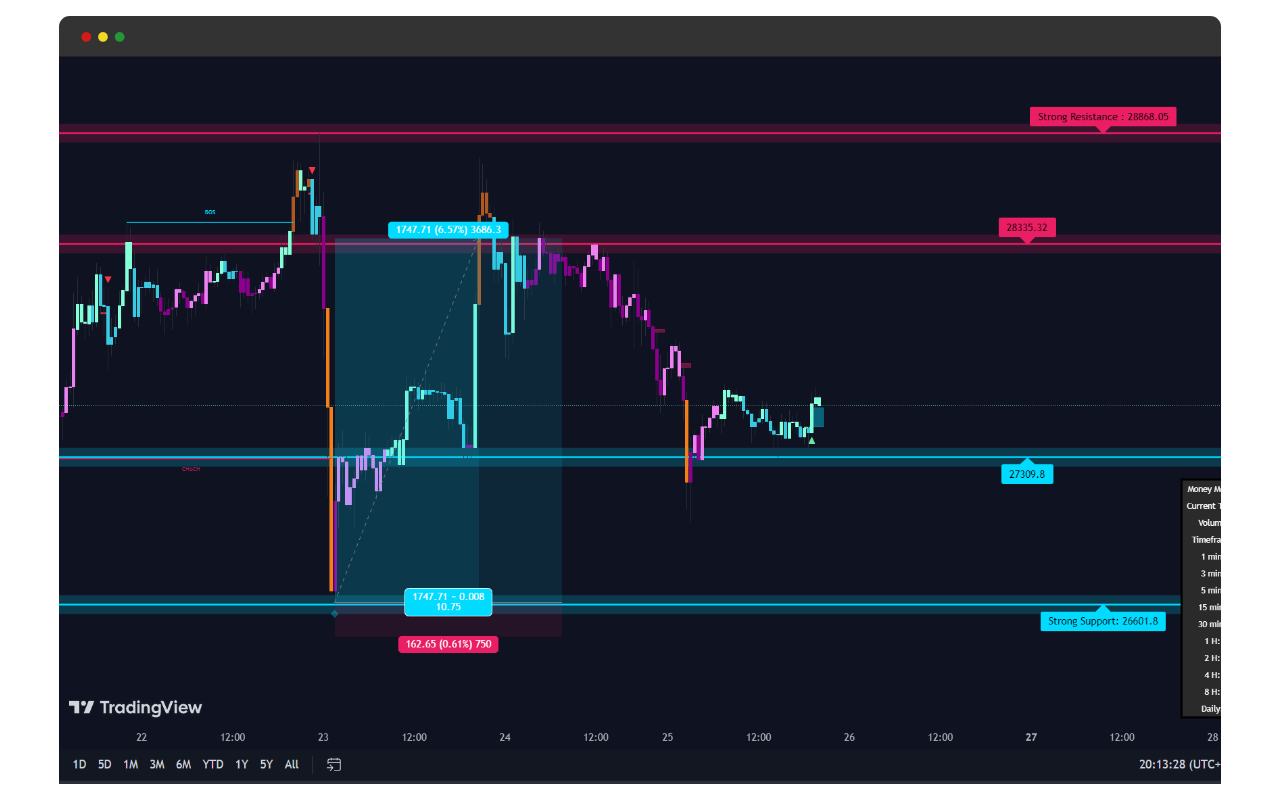 Strong Resistance : 28868.05
BOS
28335.32
1747.71 (6.57%) 3686.3
CHoCH
27309.8
Money M
Current T
Volum
Timefra
1 min
3 min
5 min
15 min
30 min
1 H:
2 H:
4 H:
8 H:
Daily
1747.71 - 0.008
10.75
Strong Support: 26601.8
162.65 (0.61%) 750
TradingView
22 12:00 23 12:00 24 12:00 25 12:00 26 12:00 27 12:00 28
1D 5D 1M 3M 6M YTD 1Y 5Y All
20:13:28 (UTC+